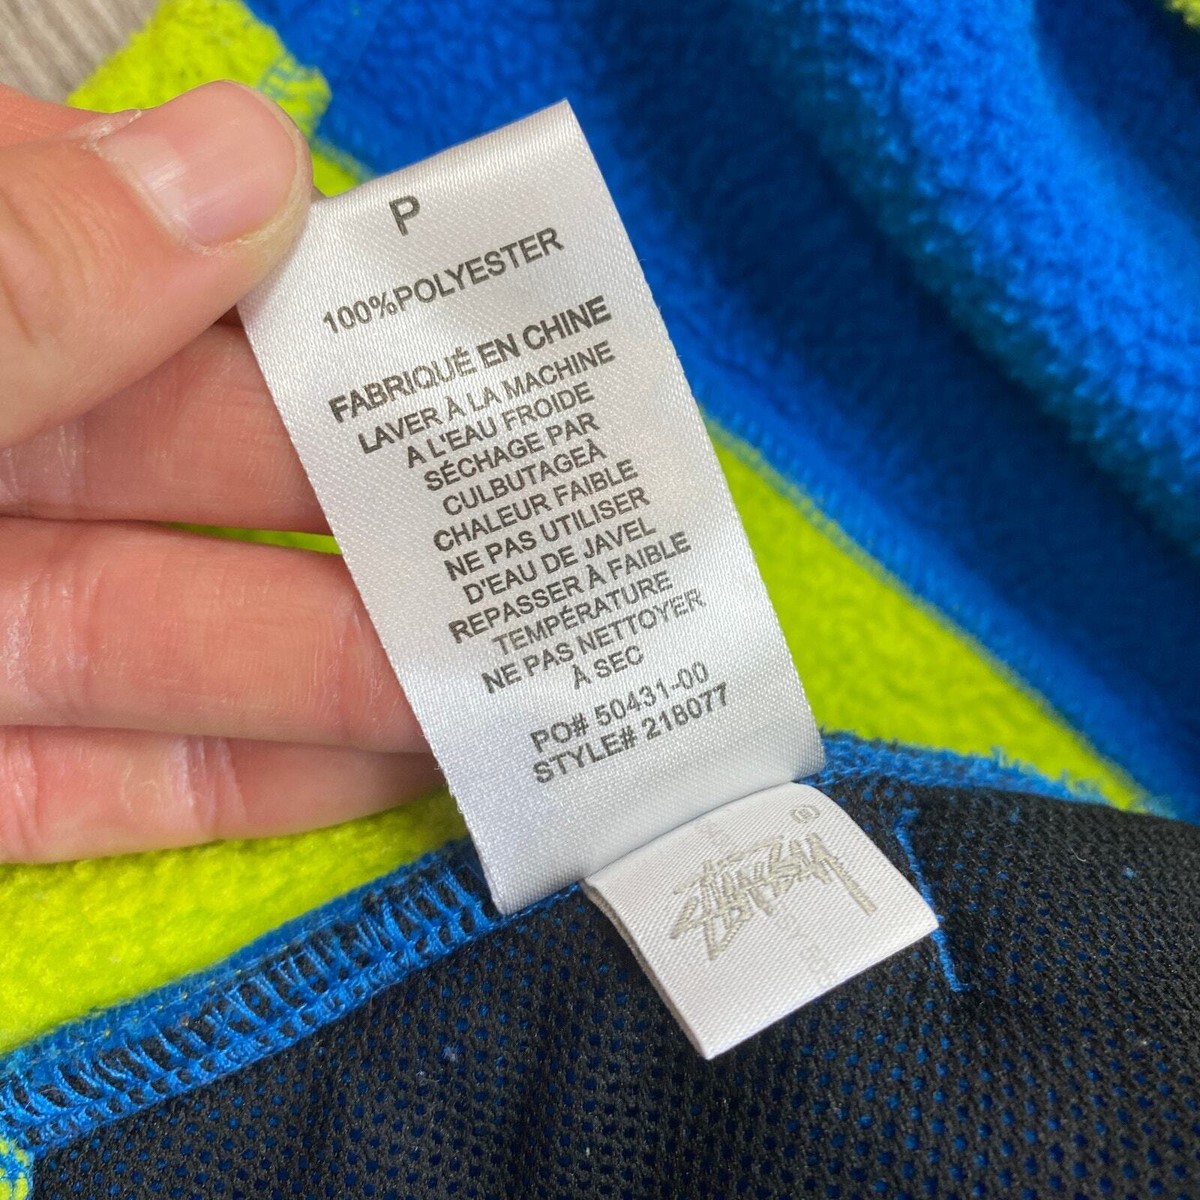 P
100%POLYESTER
FABRIQUÉ EN CHINE
LAVER À LA MACHINE
A L'EAU FROIDE
SÉCHAGE PAR
CULBUTAGEÀ
CHALEUR FAIBLE
NE PAS UTILISER
D'EAU DE JAVEL
REPASSER À FAIBLE
TEMPÉRATURE
NE PAS NETTOYER
À SEC
PO# 50431-00
STYLE# 218077